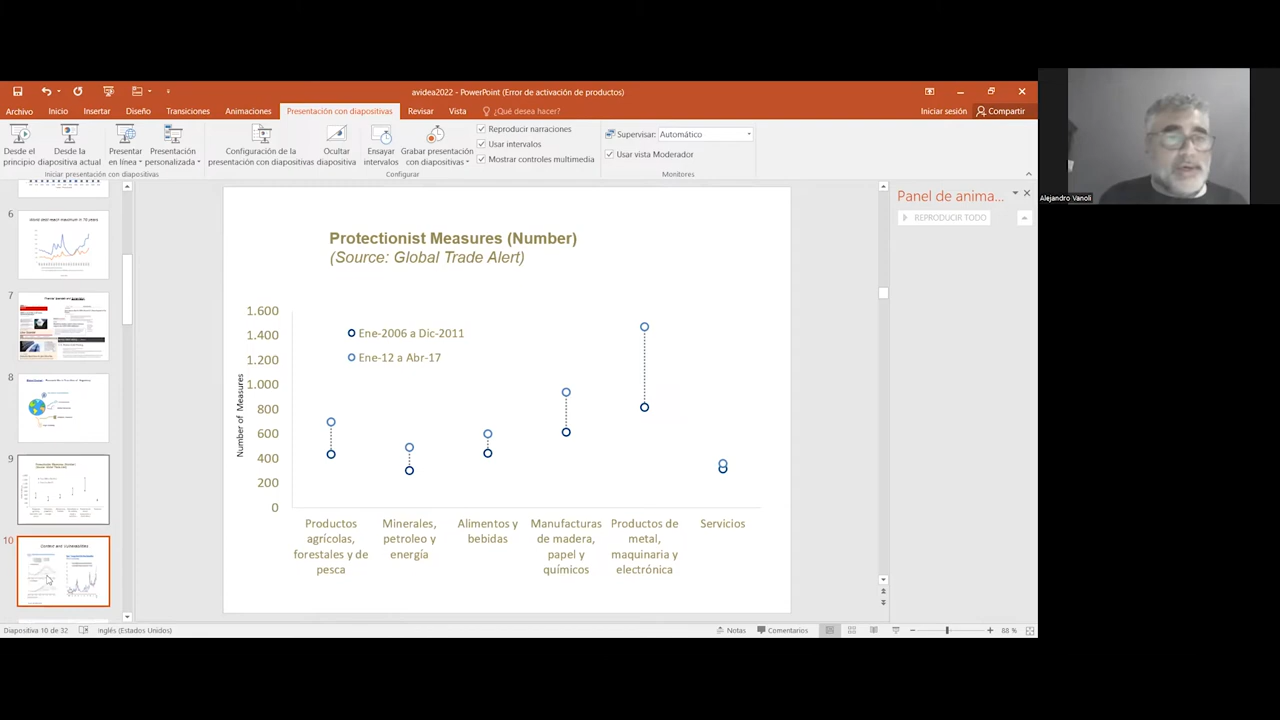 avidea2022 - PowerPoint (Error de activación de productos)
Archivo Inicio Insertar Diseño Transiciones Animaciones Presentación con diapositivas Revisar Vista ¿Qué desea hacer? Iniciar sesión Compartir
Desde el principio
Desde la diapositiva actual
Presentar en línea
Presentación personalizada
Iniciar presentación con diapositivas
Configuración de la presentación con diapositivas
Ocultar diapositiva
Ensayar intervalos
Grabar presentación con diapositivas
Reproducir narraciones
Usar intervalos
Mostrar controles multimedia
Configurar
Supervisar: Automático
Usar vista Moderador
Monitores
Alejandro Vanoli
Panel de anima...
REPRODUCIR TODO
6
7
8
9
10
Protectionist Measures (Number)
(Source: Global Trade Alert)
Number of Measures
1.600
1.400
1.200
1.000
800
600
400
200
0
Ene-2006 a Dic-2011
Ene-12 a Abr-17
Productos agrícolas, forestales y de pesca
Minerales, petroleo y energía
Alimentos y bebidas
Manufacturas de madera, papel y químicos
Productos de metal, maquinaria y electrónica
Servicios
Diapositiva 10 de 32 Inglés (Estados Unidos) Notas Comentarios 88 %